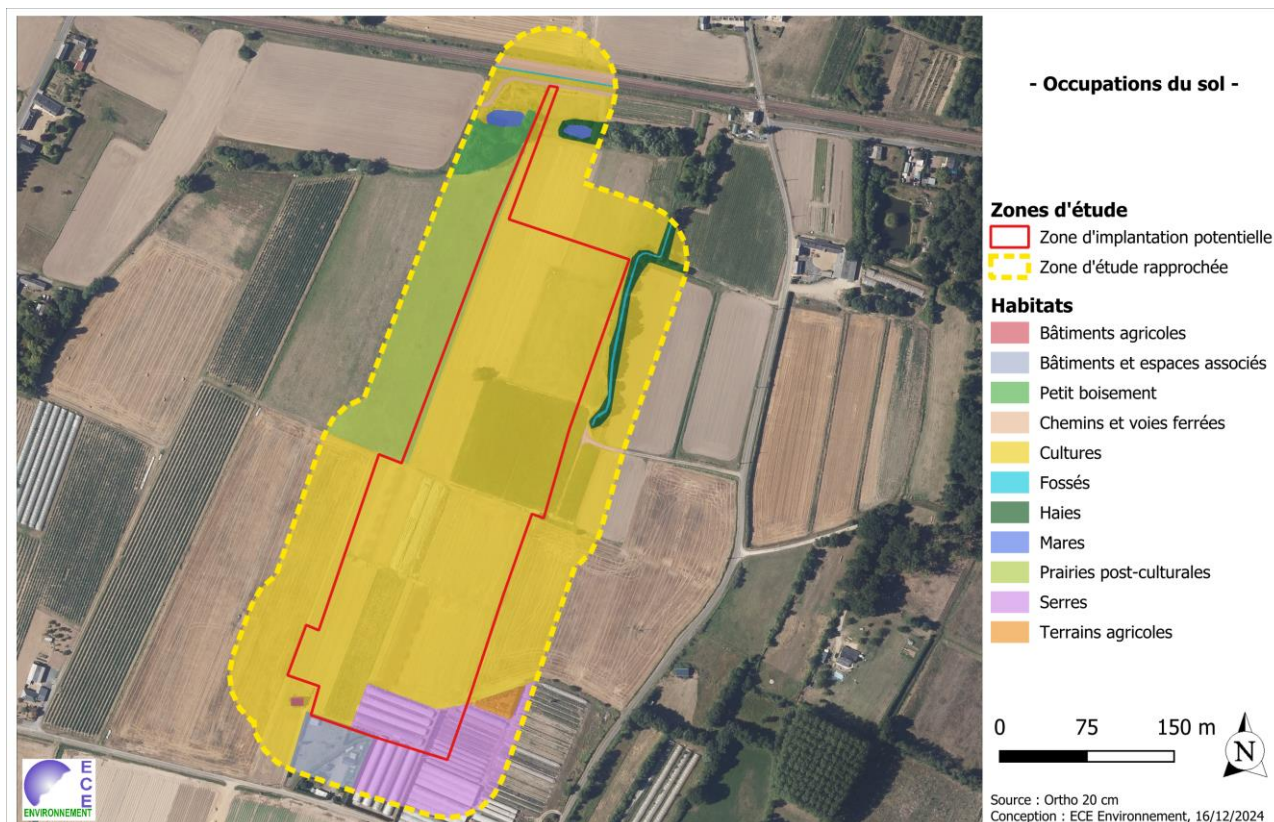 - Occupations du sol -
Zones d'étude
Zone d'implantation potentielle
Zone d'étude rapprochée
Habitats
Bâtiments agricoles
Bâtiments et espaces associés
Petit boisement
Chemins et voies ferrées
Cultures
Fossés
Haies
Mares
Prairies post-culturales
Serres
Terrains agricoles
0 75 150 m
N
Source : Ortho 20 cm
Conception : ECE Environnement, 16/12/2024
ECE
ENVIRONNEMENT